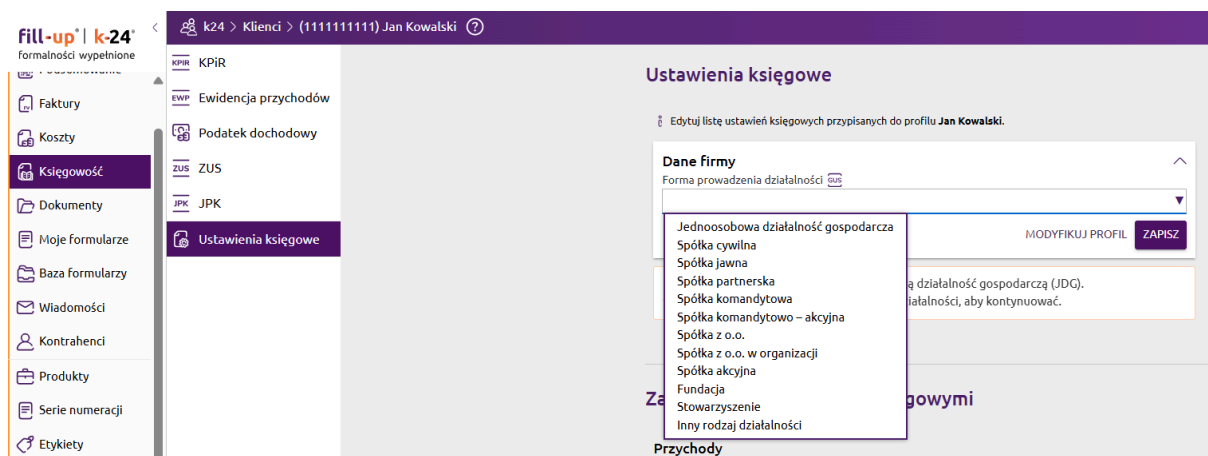 fill-up | k-24
formalności wypełnione
k24 > Klienci > (1111111111) Jan Kowalski ?
Podsumowanie
Faktury
Koszty
Księgowość
Dokumenty
Moje formularze
Baza formularzy
Wiadomości
Kontrahenci
Produkty
Serie numeracji
Etykiety
KPIR KPiR
EWP Ewidencja przychodów
Podatek dochodowy
ZUS ZUS
JPK JPK
Ustawienia księgowe
Ustawienia księgowe
Edytuj listę ustawień księgowych przypisanych do profilu Jan Kowalski.
Dane firmy
Forma prowadzenia działalności GUS
Jednoosobowa działalność gospodarcza
Spółka cywilna
Spółka jawna
Spółka partnerska
Spółka komandytowa
Spółka komandytowo – akcyjna
Spółka z o.o.
Spółka z o.o. w organizacji
Spółka akcyjna
Fundacja
Stowarzyszenie
Inny rodzaj działalności
MODYFIKUJ PROFIL ZAPISZ
ą działalność gospodarczą (JDG).
iałalności, aby kontynuować.
Za
gowymi
Przychody